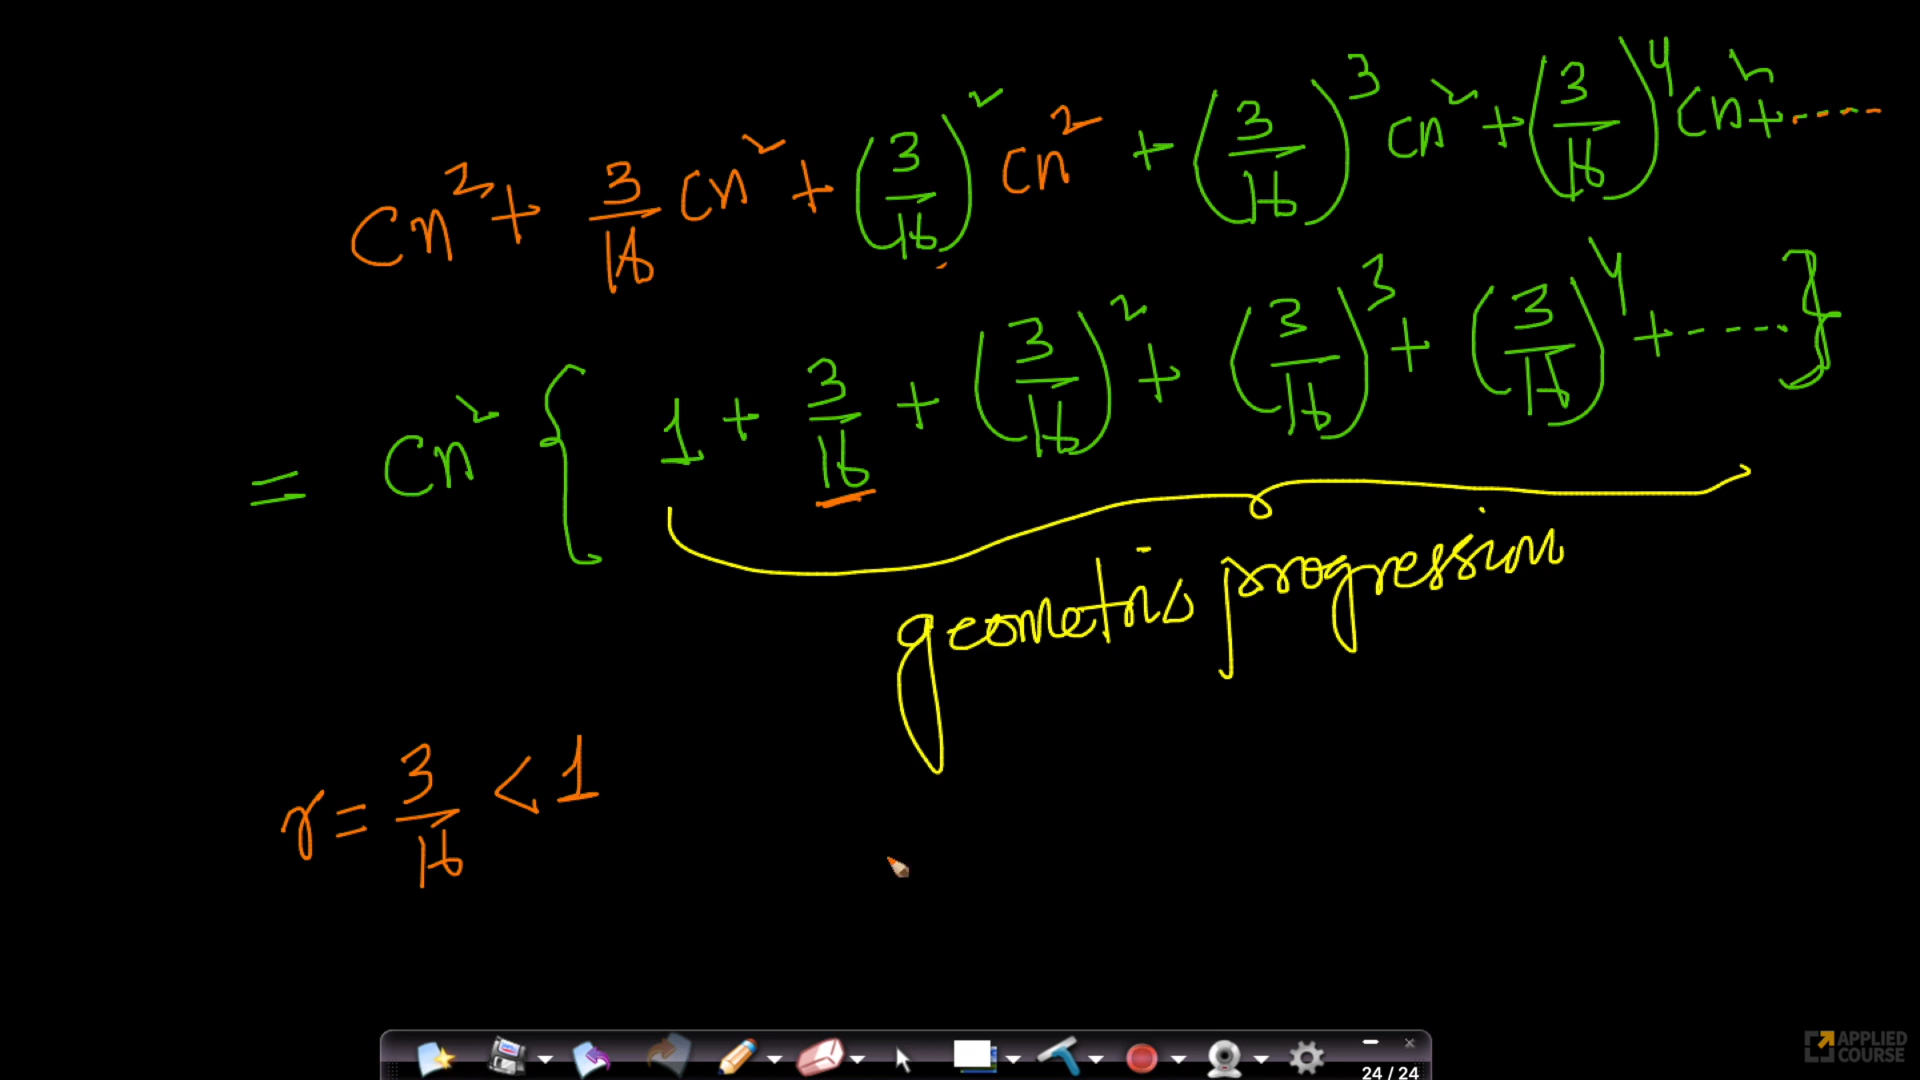 Cn² + 3/16 Cn² + (3/16)² Cn² + (3/16)³ Cn² + (3/16)⁴ Cn² + -----
= Cn² { 1 + 3/16 + (3/16)² + (3/16)³ + (3/16)⁴ + ----- }
geometric progression
r = 3/16 < 1
24 / 24
APPLIED
COURSE